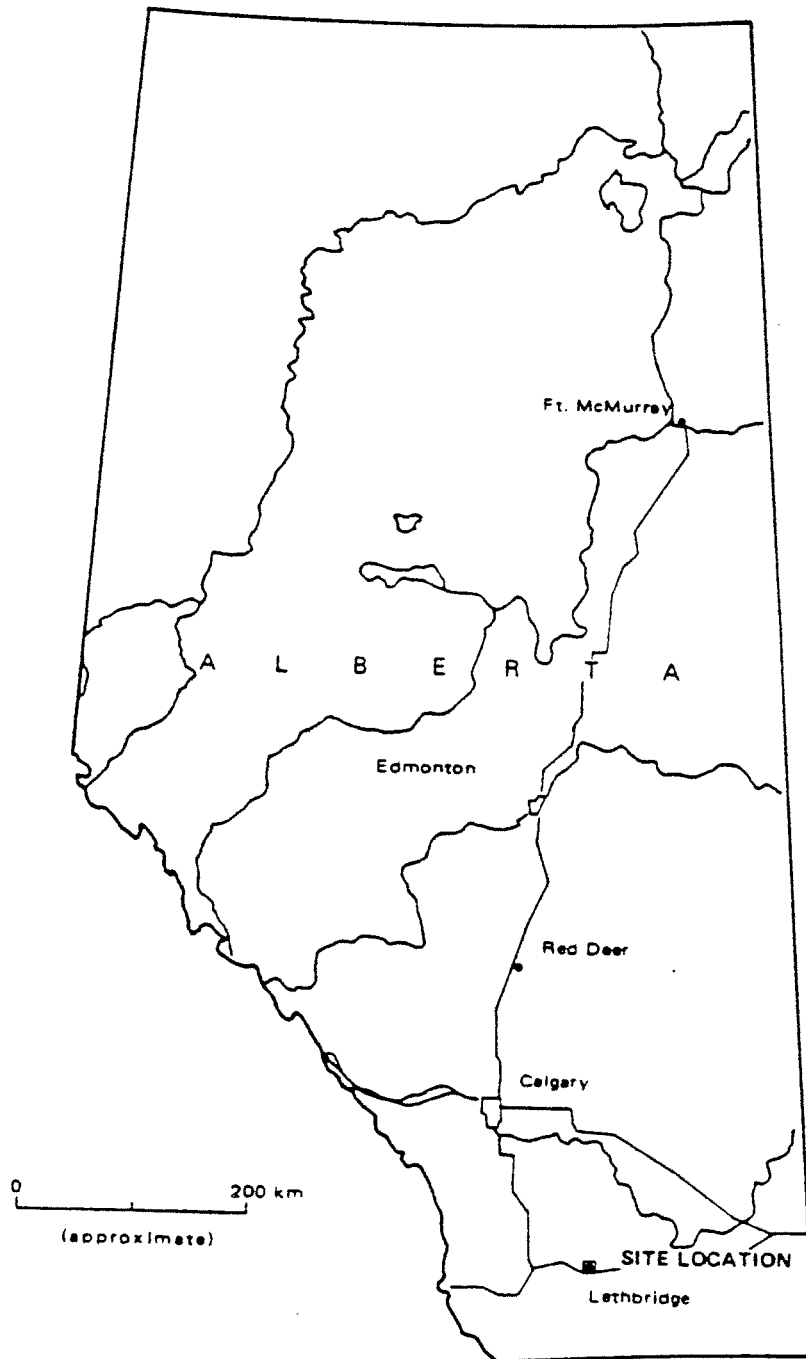 Ft. McMurray
A L B E R T A
Edmonton
Red Deer
Calgary
0 200 km
(approximate)
SITE LOCATION
Lethbridge